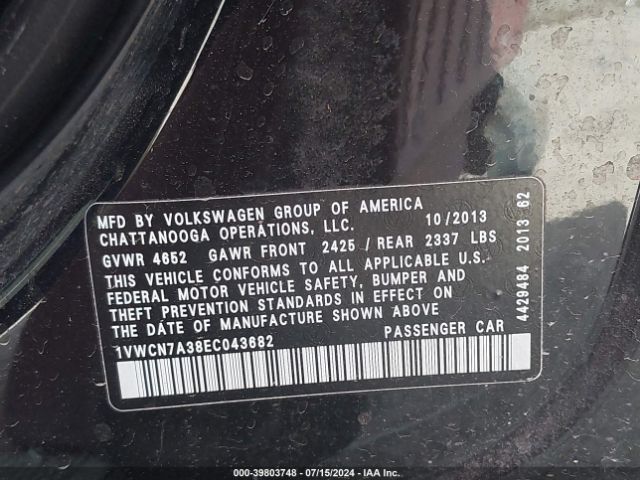 MFD BY VOLKSWAGEN GROUP OF AMERICA
CHATTANOOGA OPERATIONS, LLC. 10/2013
GVWR 4652 GAWR FRONT 2425 / REAR 2337 LBS
THIS VEHICLE CONFORMS TO ALL APPLICABLE U.S.
FEDERAL MOTOR VEHICLE SAFETY, BUMPER AND
THEFT PREVENTION STANDARDS IN EFFECT ON
THE DATE OF MANUFACTURE SHOWN ABOVE
1VWCN7A38EC043682 PASSENGER CAR
4429484 2013 62
000-39803748 - 07/15/2024 - IAA Inc.